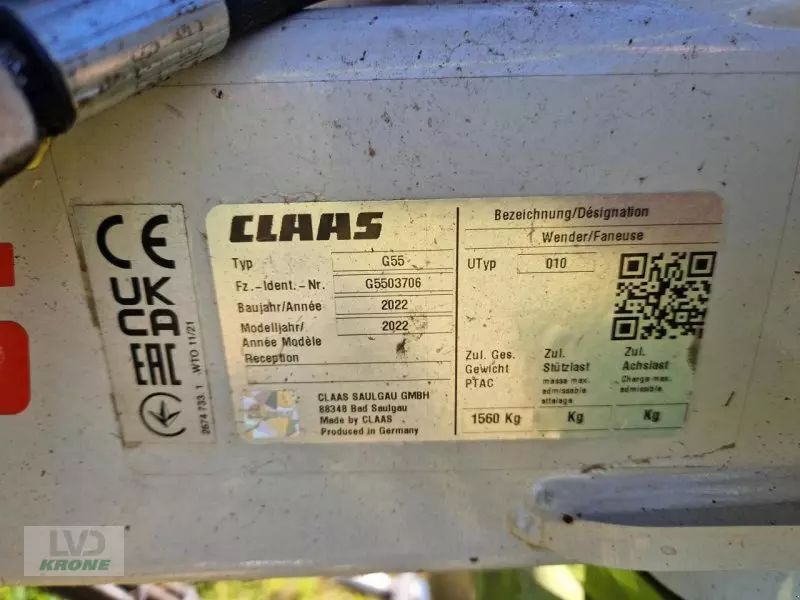 CE
UK
CA
EAC
2674 733. 1 .WTO 11/21
CLAAS
Typ G55
Fz.-Ident.-Nr. G5503706
Baujahr/Année 2022
Modelljahr/ 2022
Année Modèle
Reception
CLAAS SAULGAU GMBH
88348 Bad Saulgau
Made by CLAAS
Produced in Germany
Bezeichnung/Désignation
Wender/Faneuse
UTyp 010
Zul. Ges. Zul. Zul.
Gewicht Stützlast Achslast
PTAC massa max. Charge max.
admissible admissible.
attelage
1560 Kg Kg Kg
LVD
KRONE